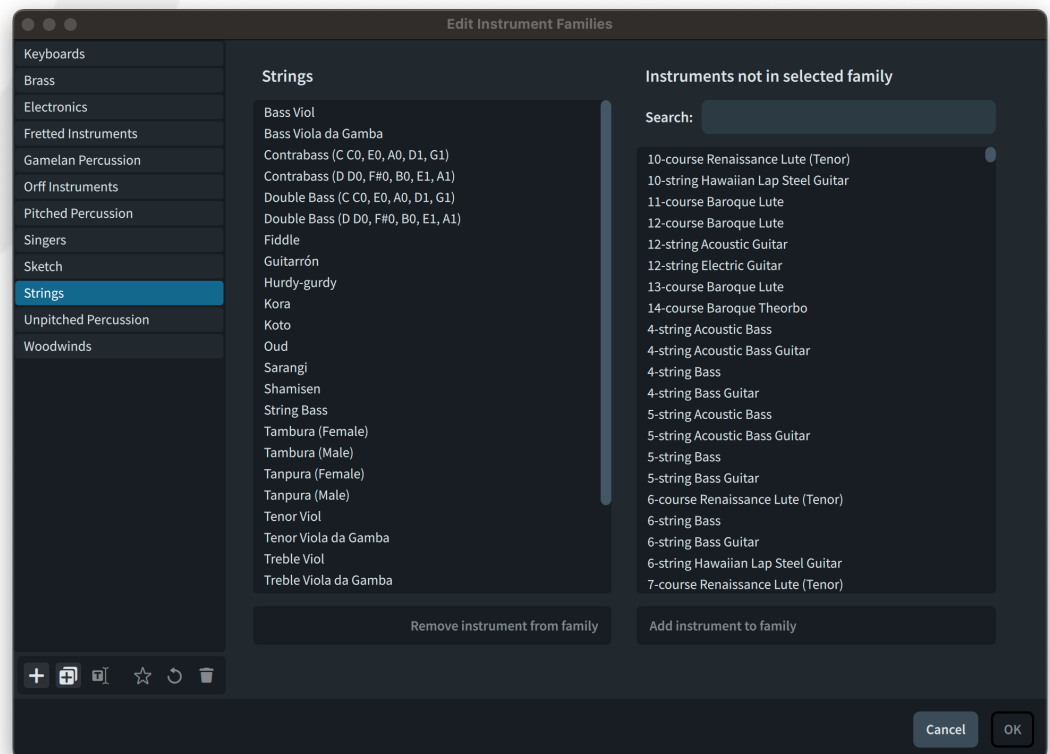 Edit Instrument Families
Keyboards
Brass
Electronics
Fretted Instruments
Gamelan Percussion
Orff Instruments
Pitched Percussion
Singers
Sketch
Strings
Unpitched Percussion
Woodwinds
Strings
Bass Viol
Bass Viola da Gamba
Contrabass (C C0, E0, A0, D1, G1)
Contrabass (D D0, F#0, B0, E1, A1)
Double Bass (C C0, E0, A0, D1, G1)
Double Bass (D D0, F#0, B0, E1, A1)
Fiddle
Guitarrón
Hurdy-gurdy
Kora
Koto
Oud
Sarangi
Shamisen
String Bass
Tambura (Female)
Tambura (Male)
Tanpura (Female)
Tanpura (Male)
Tenor Viol
Tenor Viola da Gamba
Treble Viol
Treble Viola da Gamba
Remove instrument from family
Instruments not in selected family
Search:
10-course Renaissance Lute (Tenor)
10-string Hawaiian Lap Steel Guitar
11-course Baroque Lute
12-course Baroque Lute
12-string Acoustic Guitar
12-string Electric Guitar
13-course Baroque Lute
14-course Baroque Theorbo
4-string Acoustic Bass
4-string Acoustic Bass Guitar
4-string Bass
4-string Bass Guitar
5-string Acoustic Bass
5-string Acoustic Bass Guitar
5-string Bass
5-string Bass Guitar
6-course Renaissance Lute (Tenor)
6-string Bass
6-string Bass Guitar
6-string Hawaiian Lap Steel Guitar
7-course Renaissance Lute (Tenor)
Add instrument to family
Cancel
OK